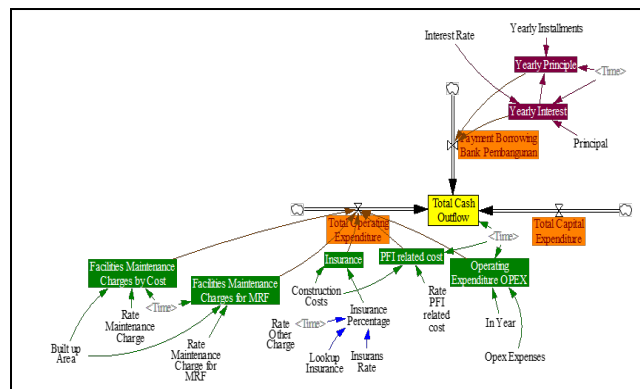 Yearly Installments
Interest Rate
Yearly Principle
<Time>
Yearly Interest
Principal
Payment Borrowing
Bank Pembangunan
Total Cash
Outflow
Total Operating
Expenditure
Total Capital
Expenditure
<Time>
Facilities Maintenance
Charges by Cost
Facilities Maintenance
Charges for MRF
Insurance
PFI related cost
Operating
Expenditure OPEX
Construction
Costs
Rate
Maintenance
Charge
<Time>
Built up
Area
Rate
Maintenance
Charge for MRF
Insurance
Percentage
Rate
Other
Charge
<Time>
Lookup
Insurance
Insurans
Rate
Rate
PFI
related
cost
In Year
Opex Expenses